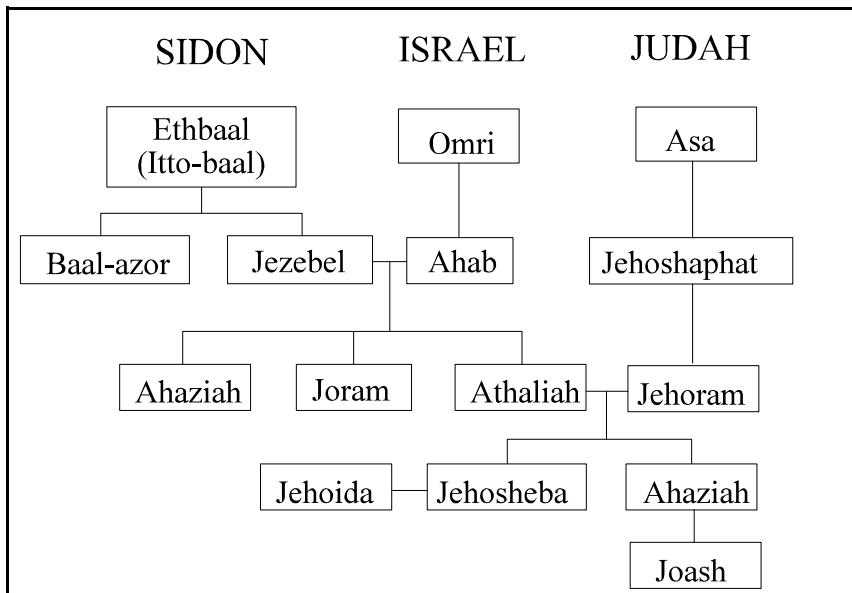 SIDON
ISRAEL
JUDAH
Ethbaal
(Itto-baal)
Omri
Asa
Baal-azor
Jezebel
Ahab
Jehoshaphat
Ahaziah
Joram
Athaliah
Jehoram
Jehoida
Jehosheba
Ahaziah
Joash